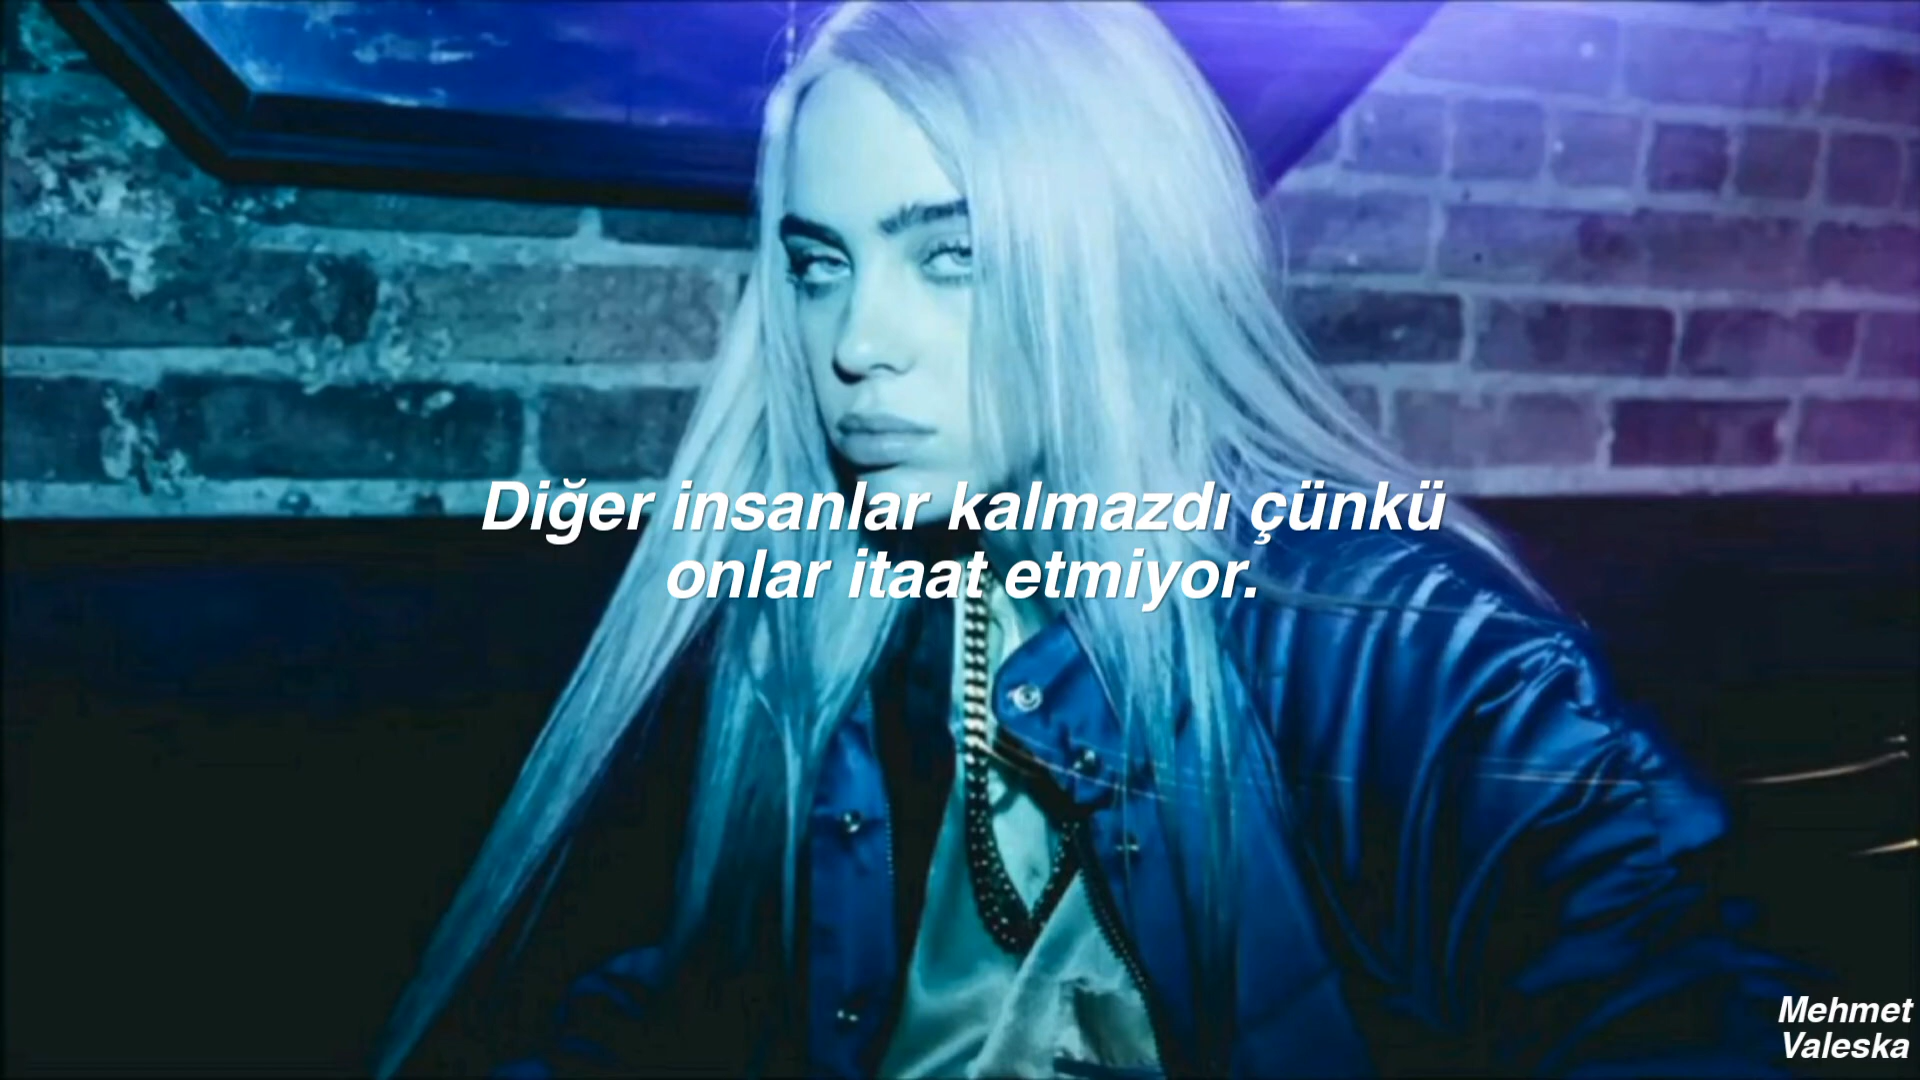 Diğer insanlar kalmazdı çünkü
onlar itaat etmiyor.
Mehmet
Valeska